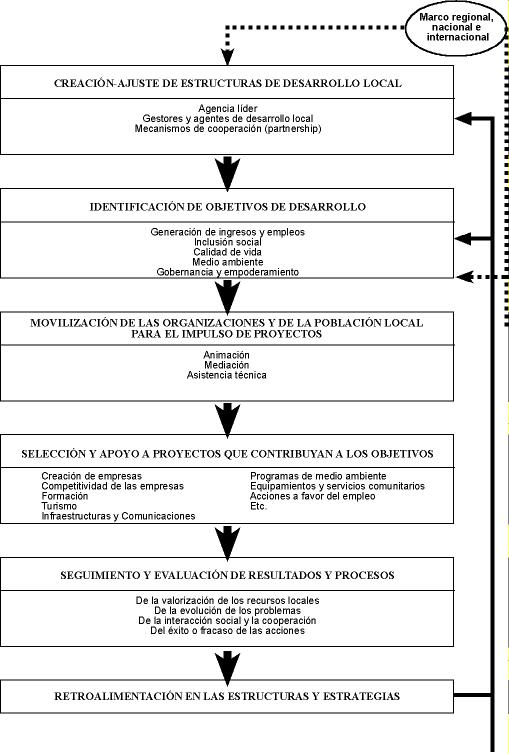 Marco regional,
nacional e
internacional
CREACIÓN-AJUSTE DE ESTRUCTURAS DE DESARROLLO LOCAL
Agencia líder
Gestores y agentes de desarrollo local
Mecanismos de cooperación (partnership)
IDENTIFICACIÓN DE OBJETIVOS DE DESARROLLO
Generación de ingresos y empleos
Inclusión social
Calidad de vida
Medio ambiente
Gobernancia y empoderamiento
MOVILIZACIÓN DE LAS ORGANIZACIONES Y DE LA POBLACIÓN LOCAL
PARA EL IMPULSO DE PROYECTOS
Animación
Mediación
Asistencia técnica
SELECCIÓN Y APOYO A PROYECTOS QUE CONTRIBUYAN A LOS OBJETIVOS
Creación de empresas
Competitividad de las empresas
Formación
Turismo
Infraestructuras y Comunicaciones
Programas de medio ambiente
Equipamientos y servicios comunitarios
Acciones a favor del empleo
Etc.
SEGUIMIENTO Y EVALUACIÓN DE RESULTADOS Y PROCESOS
De la valorización de los recursos locales
De la evolución de los problemas
De la interacción social y la cooperación
Del éxito o fracaso de las acciones
RETROALIMENTACIÓN EN LAS ESTRUCTURAS Y ESTRATEGIAS